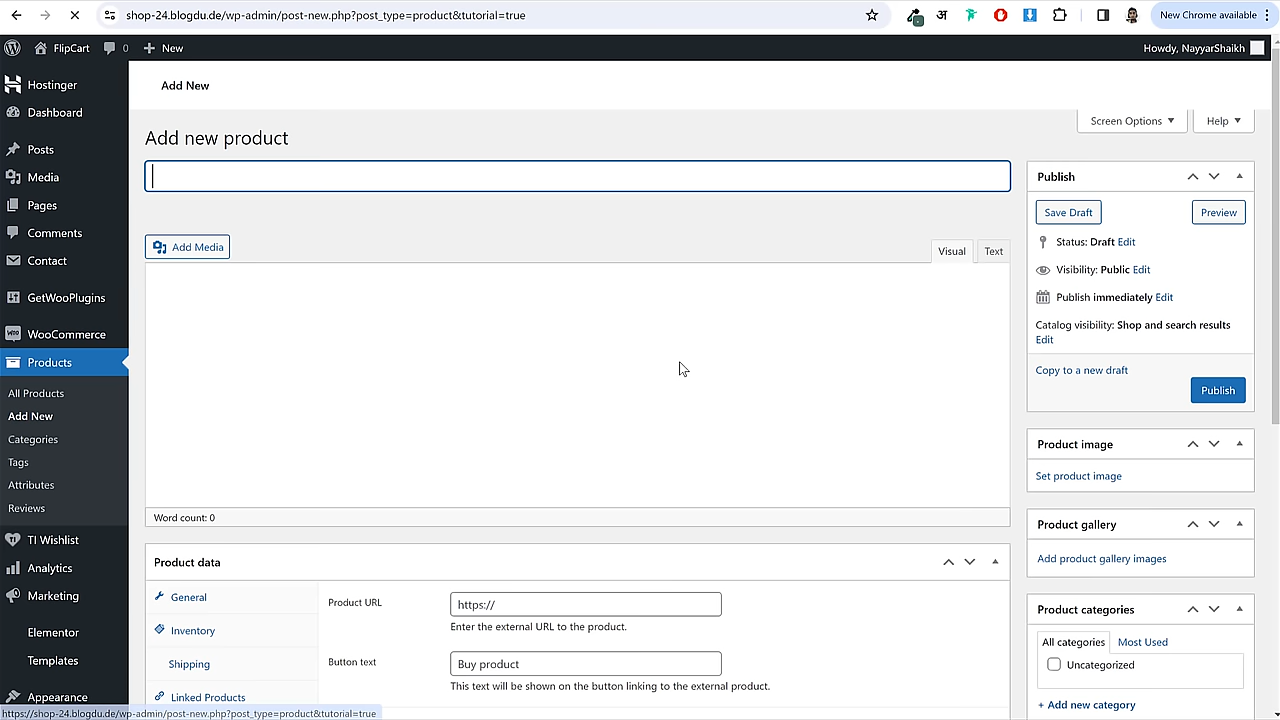 shop-24.blogdu.de/wp-admin/post-new.php?post_type=product&tutorial=true
अ
New Chrome available
FlipCart
0
New
Howdy, NayyarShaikh
Hostinger
Dashboard
Posts
Media
Pages
Comments
Contact
GetWooPlugins
WooCommerce
Products
All Products
Add New
Categories
Tags
Attributes
Reviews
TI Wishlist
Analytics
Marketing
Elementor
Templates
Appearance
Add New
Screen Options
Help
Add new product
Add Media
Visual
Text
Word count: 0
Product data
General
Inventory
Shipping
Linked Products
Product URL
https://
Enter the external URL to the product.
Button text
Buy product
This text will be shown on the button linking to the external product.
Publish
Save Draft
Preview
Status: Draft Edit
Visibility: Public Edit
Publish immediately Edit
Catalog visibility: Shop and search results
Edit
Copy to a new draft
Publish
Product image
Set product image
Product gallery
Add product gallery images
Product categories
All categories
Most Used
Uncategorized
+ Add new category
https://shop-24.blogdu.de/wp-admin/post-new.php?post_type=product&tutorial=true